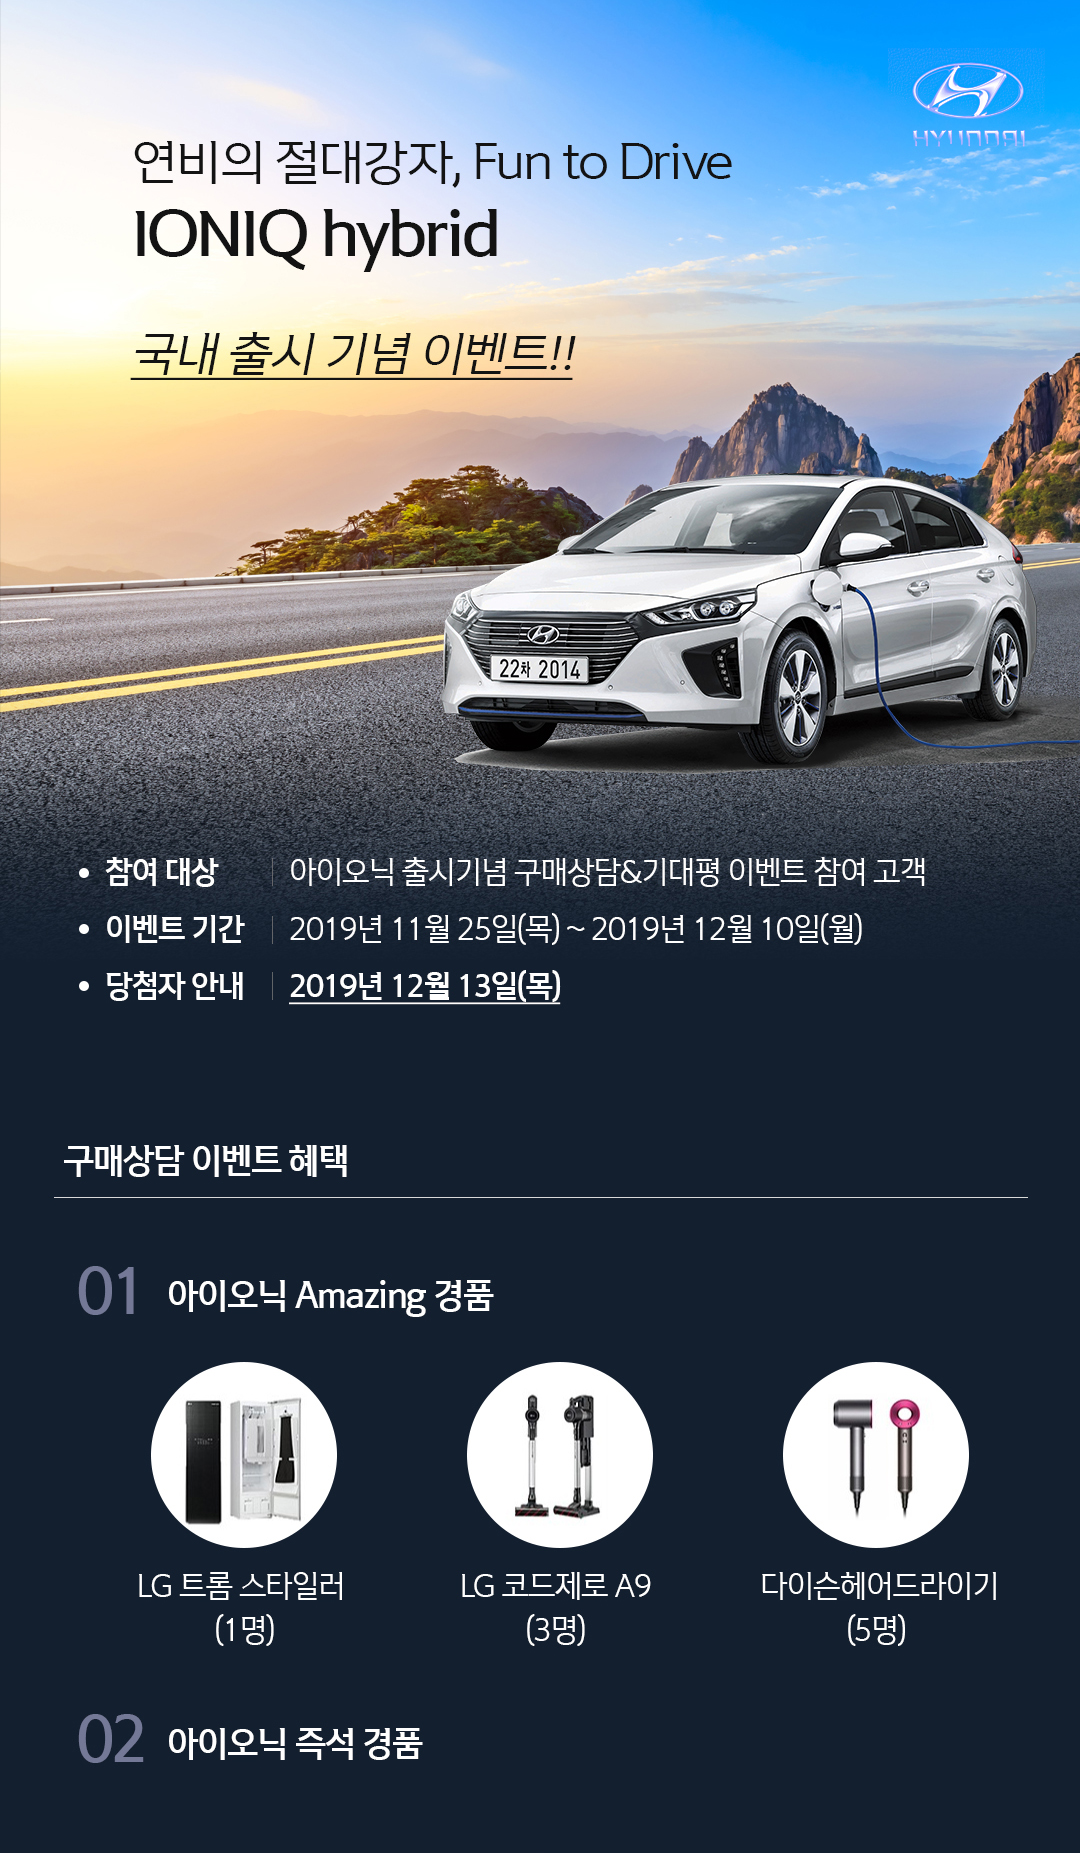 HYUNDAI
연비의 절대강자, Fun to Drive
IONIQ hybrid
국내 출시 기념 이벤트!!
22차 2014
• 참여 대상 | 아이오닉 출시기념 구매상담&기대평 이벤트 참여 고객
• 이벤트 기간 | 2019년 11월 25일(목) ~ 2019년 12월 10일(월)
• 당첨자 안내 | 2019년 12월 13일(목)
구매상담 이벤트 혜택
01 아이오닉 Amazing 경품
LG 트롬 스타일러
(1명)
LG 코드제로 A9
(3명)
다이슨헤어드라이기
(5명)
02 아이오닉 즉석 경품